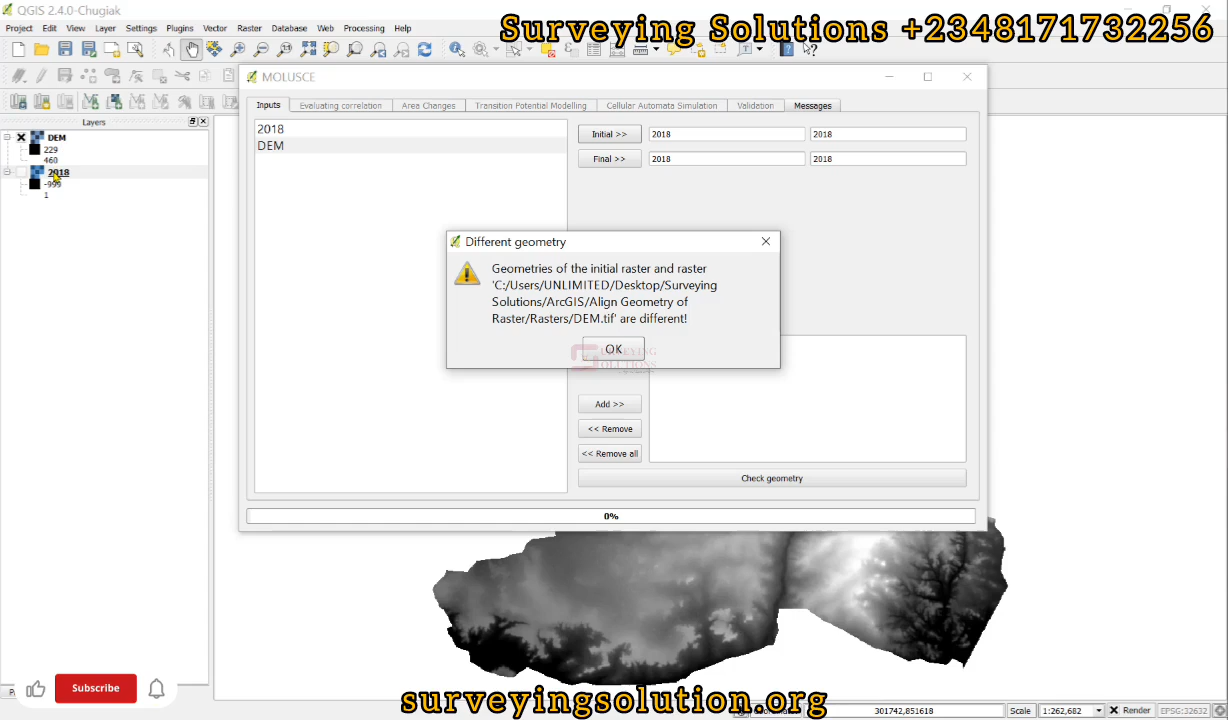 QGIS 2.4.0-Chugiak
Surveying Solutions +2348171732256
Project Edit View Layer Settings Plugins Vector Raster Database Web Processing Help
MOLUSCE
Inputs Evaluating correlation Area Changes Transition Potential Modelling Cellular Automata Simulation Validation Messages
Layers
DEM
229
460
2018
-999
1
2018
DEM
Initial >> 2018 2018
Final >> 2018 2018
Different geometry
Geometries of the initial raster and raster
'C:/Users/UNLIMITED/Desktop/Surveying
Solutions/ArcGIS/Align Geometry of
Raster/Rasters/DEM.tif' are different!
OK
Add >>
<< Remove
<< Remove all
Check geometry
0%
Subscribe
surveyingsolution.org
301742,851618 Scale 1:262,682 Render EPSG:32632